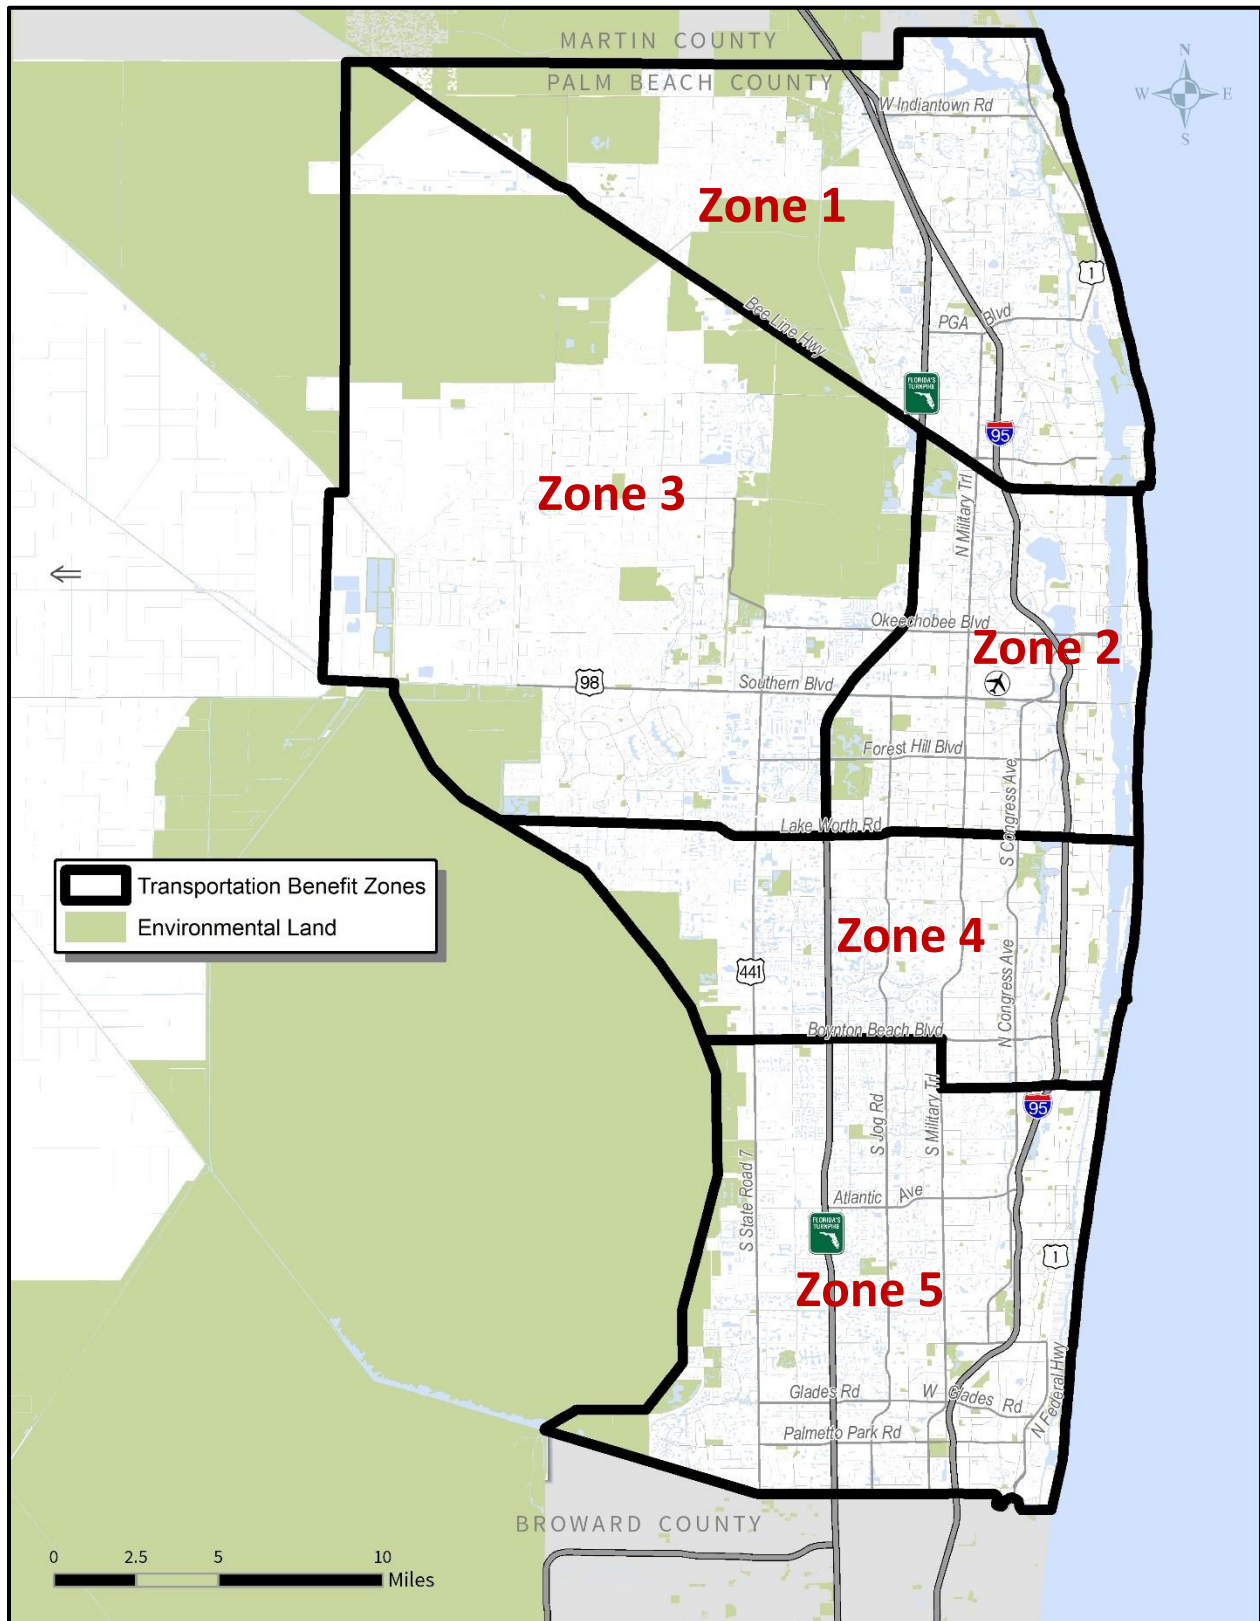 MARTIN COUNTY
PALM BEACH COUNTY
N
W E
S
W Indiantown Rd
Zone 1
1
Bee Line Hwy
PGA Blvd
FLORIDA'S
TURNPIKE
95
N Military Trl
Zone 3
Okeechobee Blvd
Zone 2
98
Southern Blvd
Forest Hill Blvd
S Congress Ave
Lake Worth Rd
Transportation Benefit Zones
Environmental Land
Zone 4
441
N Congress Ave
Boynton Beach Blvd
95
S Jog Rd
S Military Trl
S State Road 7
Atlantic Ave
FLORIDA'S
TURNPIKE
1
Zone 5
N Federal Hwy
Glades Rd
W Glades Rd
Palmetto Park Rd
BROWARD COUNTY
0 2.5 5 10
Miles